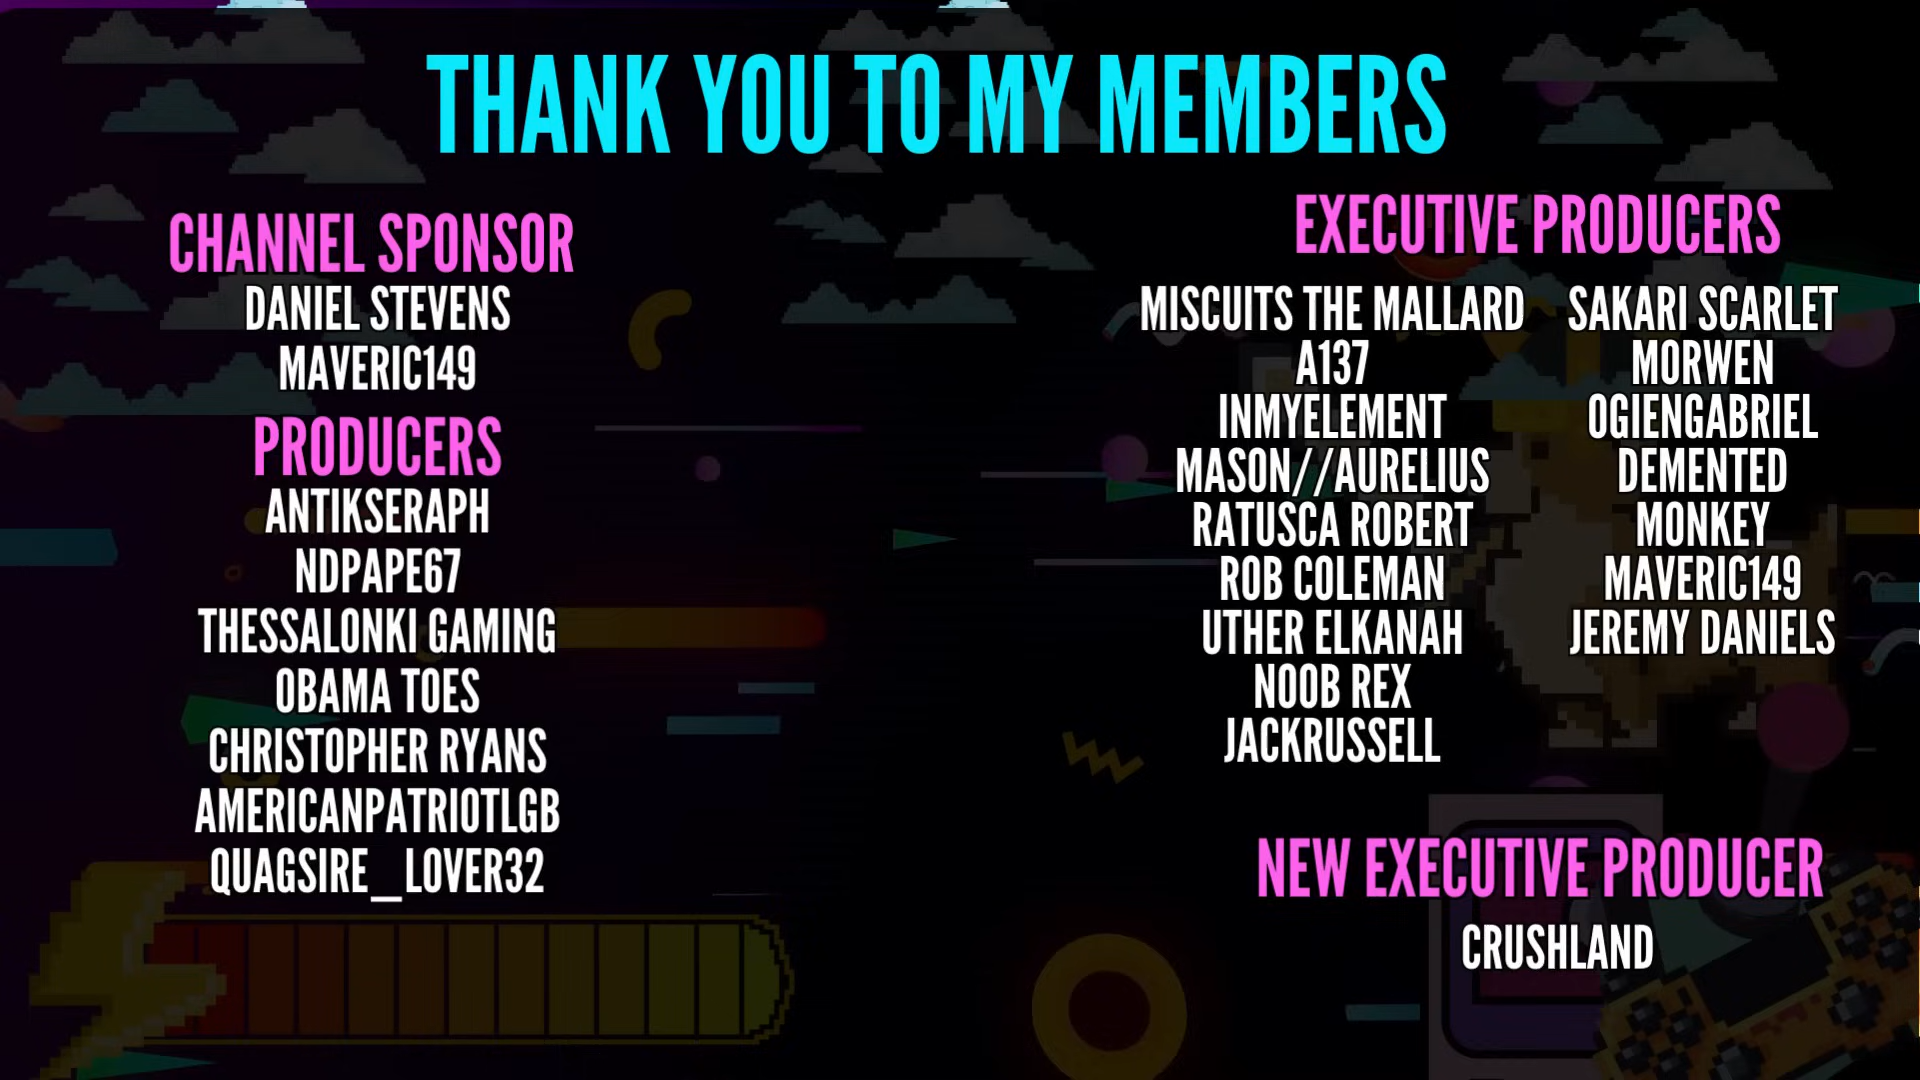 THANK YOU TO MY MEMBERS
CHANNEL SPONSOR
DANIEL STEVENS
MAVERIC149
PRODUCERS
ANTIKSERAPH
NDPAPE67
THESSALONKI GAMING
OBAMA TOES
CHRISTOPHER RYANS
AMERICANPATRIOTLGB
QUAGSIRE__LOVER32
EXECUTIVE PRODUCERS
MISCUITS THE MALLARD
A137
INMYELEMENT
MASON//AURELIUS
RATUSCA ROBERT
ROB COLEMAN
UTHER ELKANAH
NOOB REX
JACKRUSSELL
SAKARI SCARLET
MORWEN
OGIENGABRIEL
DEMENTED
MONKEY
MAVERIC149
JEREMY DANIELS
NEW EXECUTIVE PRODUCER
CRUSHLAND